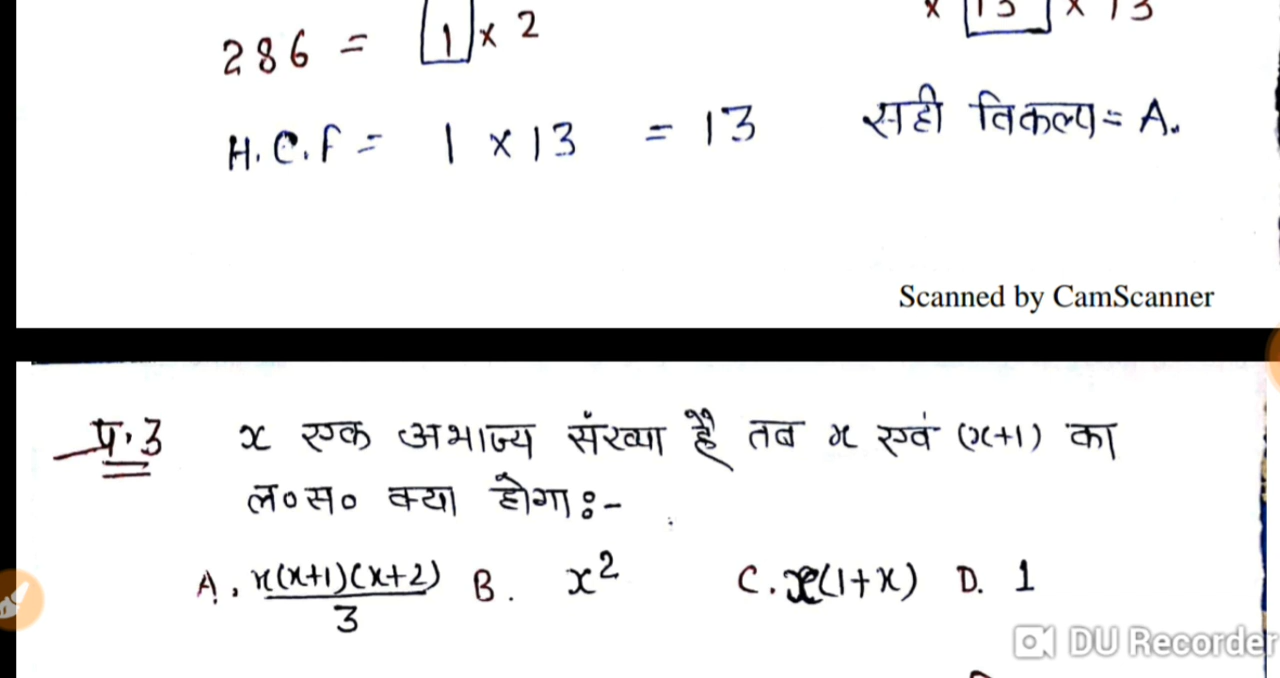 × 13 × 13
286 = 1 × 2
H.C.F = 1 × 13 = 13 सही विकल्प = A.
Scanned by CamScanner
प्र.3 x एक अभाज्य संख्या है तब x एवं (x+1) का
ल०स० क्या होगा:-
A. x(x+1)(x+2)/3 B. x² C. x(1+x) D. 1
DU Recorder